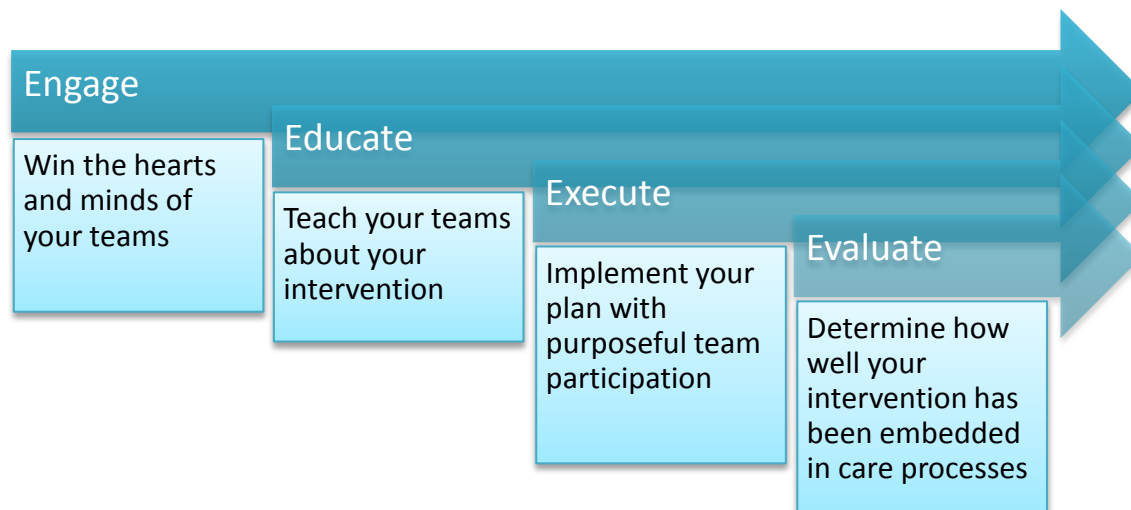 Engage
Win the hearts
and minds of
your teams
Educate
Teach your teams
about your
intervention
Execute
Implement your
plan with
purposeful team
participation
Evaluate
Determine how
well your
intervention has
been embedded
in care processes